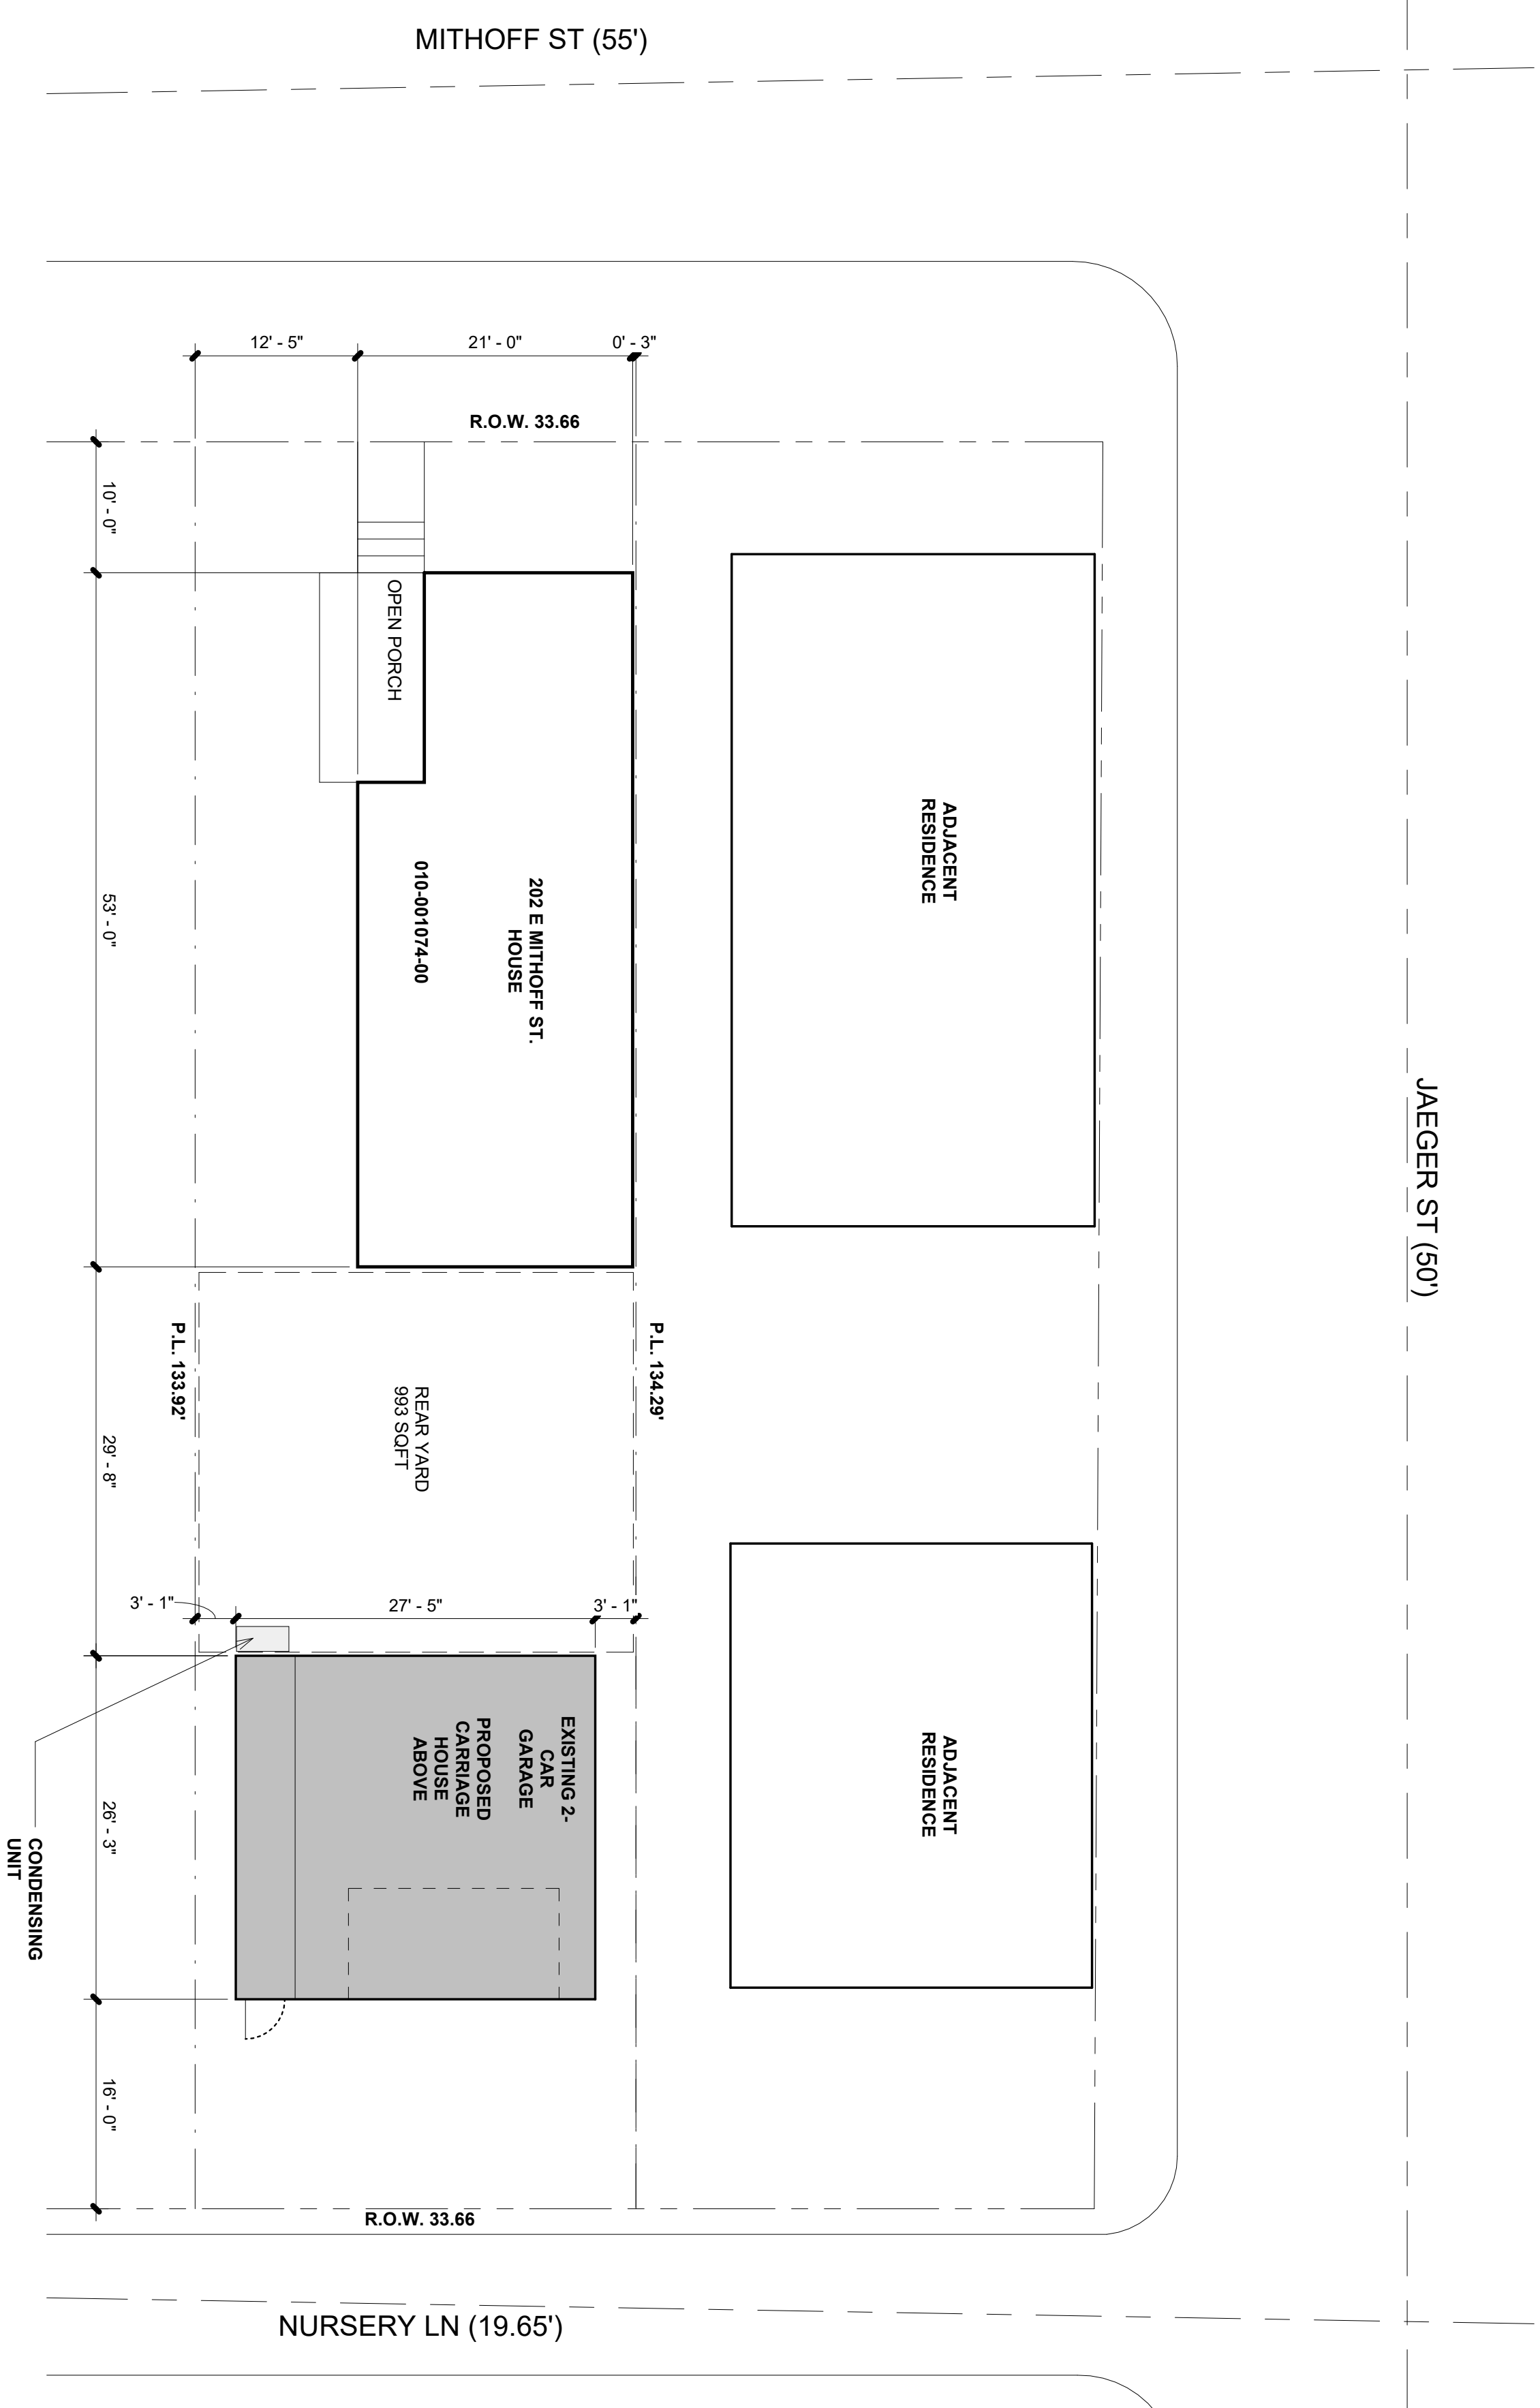 MITHOFF ST (55')
12' - 5"
21' - 0"
0' - 3"
R.O.W. 33.66
10' - 0"
OPEN PORCH
ADJACENT
RESIDENCE
202 E MITHOFF ST.
HOUSE
010-001074-00
53' - 0"
JAEGER ST (50')
P.L. 133.92'
P.L. 134.29'
REAR YARD
993 SQFT
29' - 8"
3' - 1"
27' - 5"
3' - 1"
EXISTING 2-
CAR
GARAGE
PROPOSED
CARRIAGE
HOUSE
ABOVE
ADJACENT
RESIDENCE
26' - 3"
CONDENSING
UNIT
16' - 0"
R.O.W. 33.66
NURSERY LN (19.65')